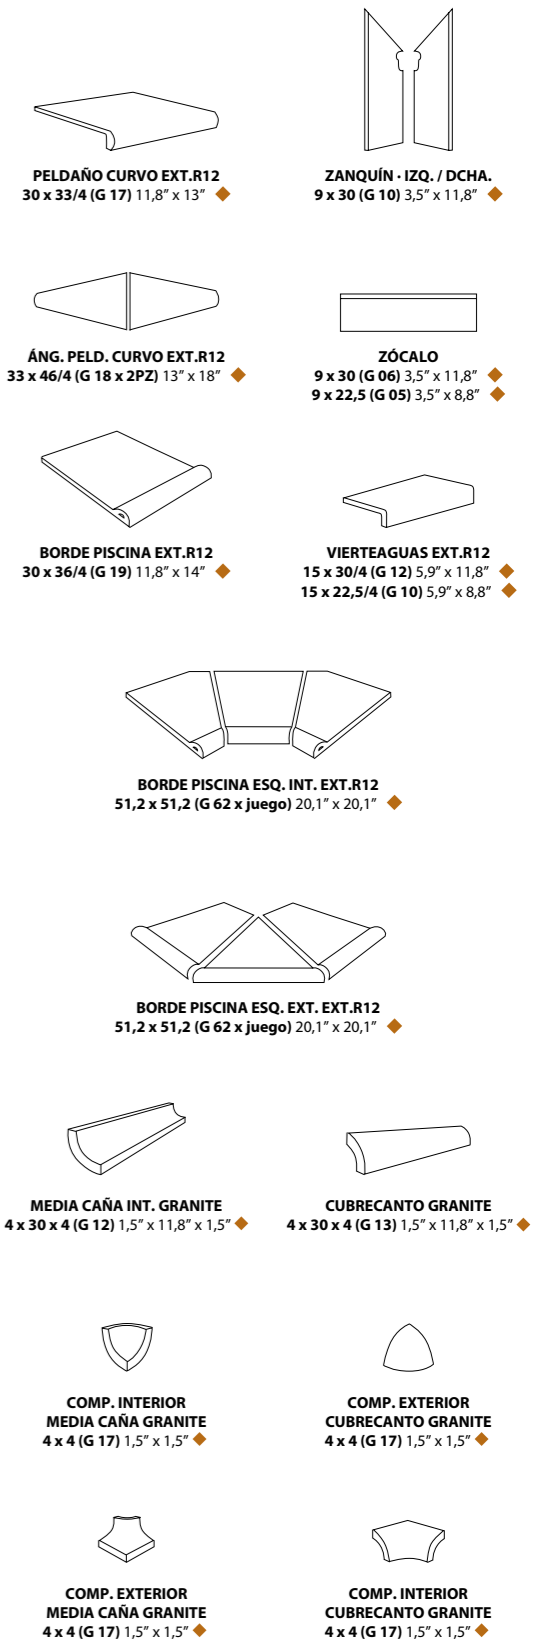 PELDAÑO CURVO EXT.R12
30 x 33/4 (G 17) 11,8” x 13”
ZANQUÍN · IZQ. / DCHA.
9 x 30 (G 10) 3,5” x 11,8”
ÁNG. PELD. CURVO EXT.R12
33 x 46/4 (G 18 x 2PZ) 13” x 18”
ZÓCALO
9 x 30 (G 06) 3,5” x 11,8”
9 x 22,5 (G 05) 3,5” x 8,8”
BORDE PISCINA EXT.R12
30 x 36/4 (G 19) 11,8” x 14”
VIERTEAGUAS EXT.R12
15 x 30/4 (G 12) 5,9” x 11,8”
15 x 22,5/4 (G 10) 5,9” x 8,8”
BORDE PISCINA ESQ. INT. EXT.R12
51,2 x 51,2 (G 62 x juego) 20,1” x 20,1”
BORDE PISCINA ESQ. EXT. EXT.R12
51,2 x 51,2 (G 62 x juego) 20,1” x 20,1”
MEDIA CAÑA INT. GRANITE
4 x 30 x 4 (G 12) 1,5” x 11,8” x 1,5”
CUBRECANTO GRANITE
4 x 30 x 4 (G 13) 1,5” x 11,8” x 1,5”
COMP. INTERIOR
MEDIA CAÑA GRANITE
4 x 4 (G 17) 1,5” x 1,5”
COMP. EXTERIOR
CUBRECANTO GRANITE
4 x 4 (G 17) 1,5” x 1,5”
COMP. EXTERIOR
MEDIA CAÑA GRANITE
4 x 4 (G 17) 1,5” x 1,5”
COMP. INTERIOR
CUBRECANTO GRANITE
4 x 4 (G 17) 1,5” x 1,5”